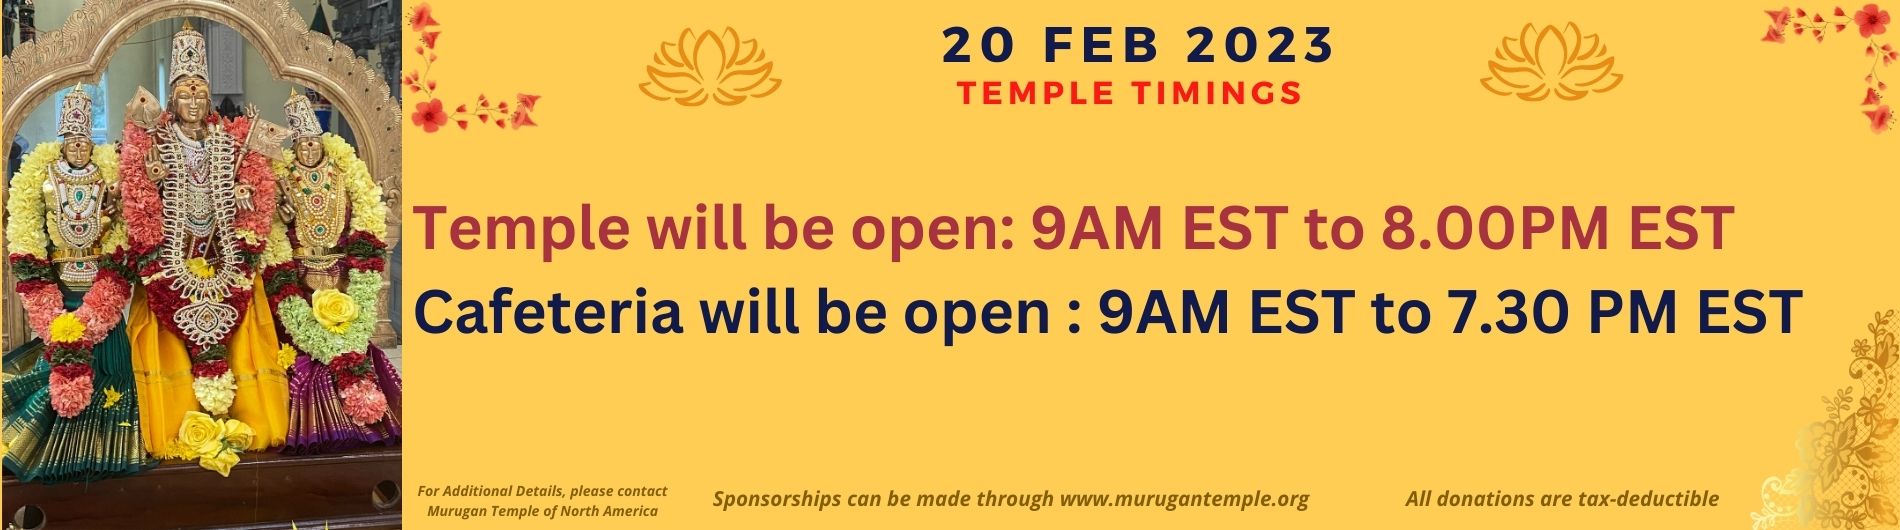 20 FEB 2023
TEMPLE TIMINGS
Temple will be open: 9AM EST to 8.00PM EST
Cafeteria will be open : 9AM EST to 7.30 PM EST
For Additional Details, please contact
Murugan Temple of North America
Sponsorships can be made through www.murugantemple.org
All donations are tax-deductible